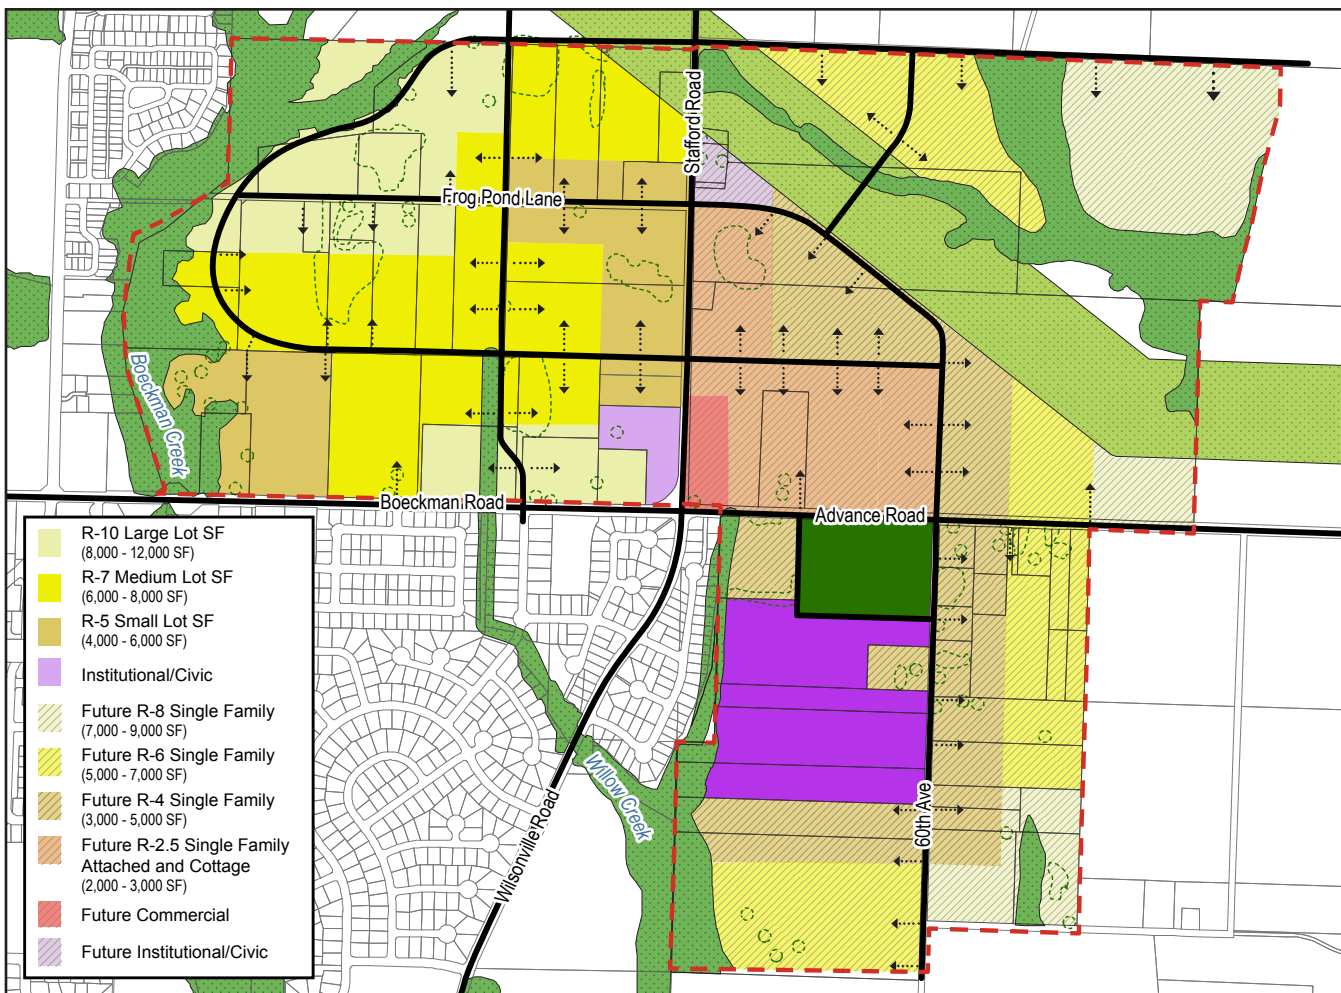 Stafford Road
Frog Pond Lane
Boeckman Creek
Boeckman Road
Advance Road
R-10 Large Lot SF
(8,000 - 12,000 SF)
R-7 Medium Lot SF
(6,000 - 8,000 SF)
R-5 Small Lot SF
(4,000 - 6,000 SF)
Institutional/Civic
Future R-8 Single Family
(7,000 - 9,000 SF)
Future R-6 Single Family
(5,000 - 7,000 SF)
Future R-4 Single Family
(3,000 - 5,000 SF)
Future R-2.5 Single Family
Attached and Cottage
(2,000 - 3,000 SF)
Future Commercial
Future Institutional/Civic
Willow Creek
Wilsonville Road
60th Ave